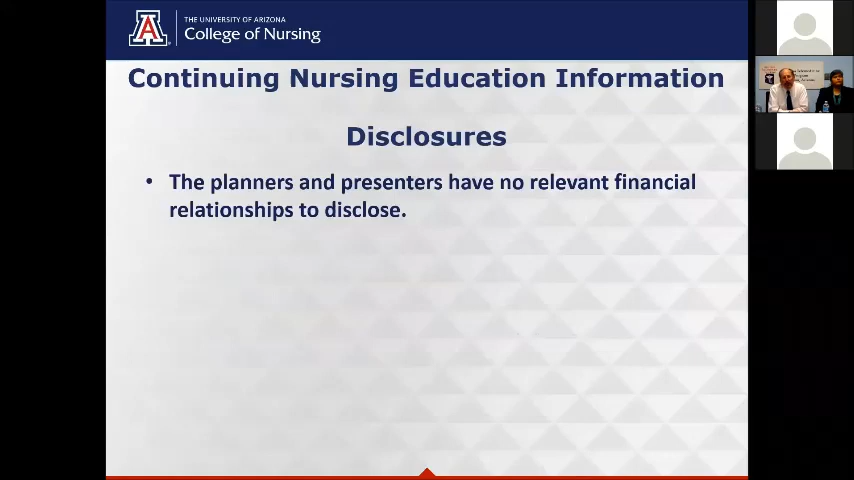 THE UNIVERSITY OF ARIZONA
College of Nursing
Continuing Nursing Education Information
Disclosures
• The planners and presenters have no relevant financial
relationships to disclose.